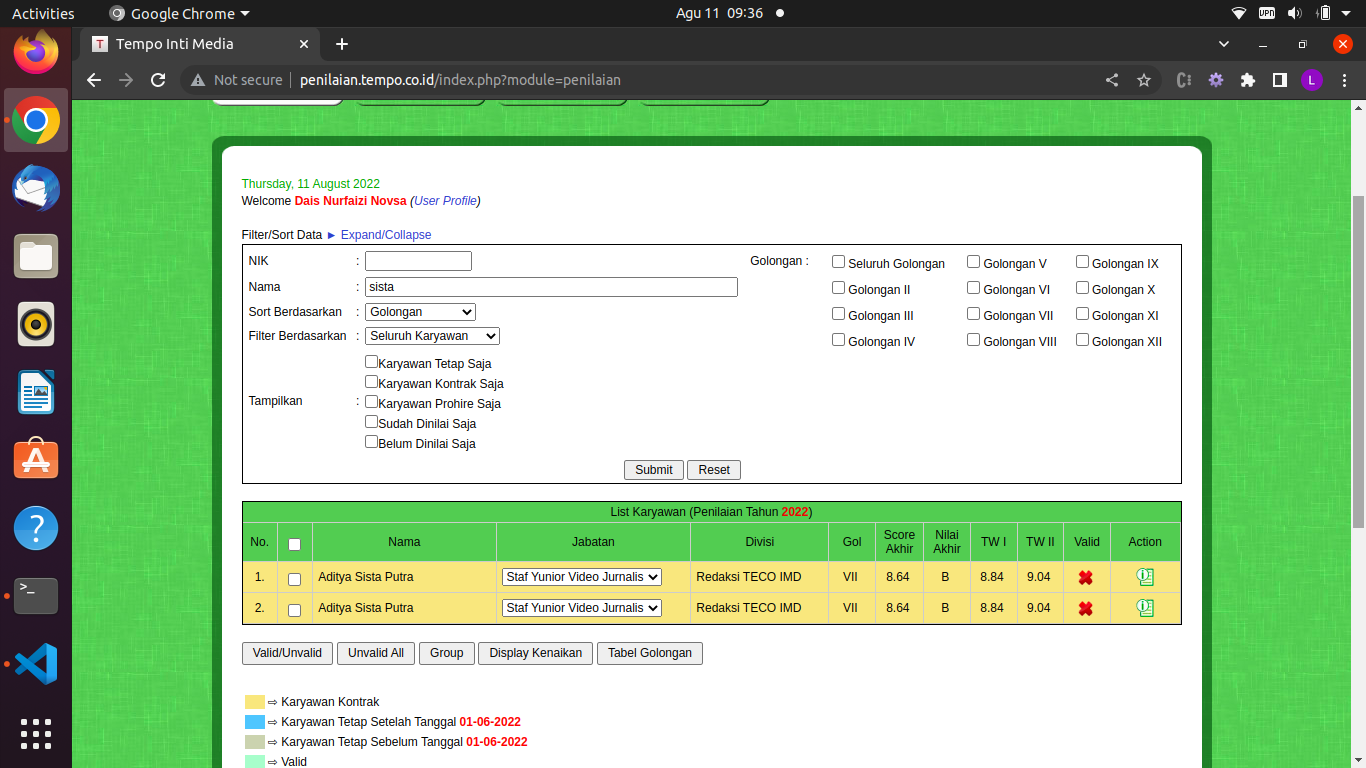 Activities Google Chrome Agu 11 09:36
Tempo Inti Media
Not secure penilaian.tempo.co.id/index.php?module=penilaian L
Thursday, 11 August 2022
Welcome Dais Nurfaizi Novsa (User Profile)
Filter/Sort Data ► Expand/Collapse
NIK : Golongan : Seluruh Golongan Golongan V Golongan IX
Nama : sista Golongan II Golongan VI Golongan X
Sort Berdasarkan : Golongan Golongan III Golongan VII Golongan XI
Filter Berdasarkan : Seluruh Karyawan Golongan IV Golongan VIII Golongan XII
Karyawan Tetap Saja
Karyawan Kontrak Saja
Tampilkan : Karyawan Prohire Saja
Sudah Dinilai Saja
Belum Dinilai Saja
Submit Reset
List Karyawan (Penilaian Tahun 2022)
No. Nama Jabatan Divisi Gol Score Akhir Nilai Akhir TW I TW II Valid Action
1. Aditya Sista Putra Staf Yunior Video Jurnalis Redaksi TECO IMD VII 8.64 B 8.84 9.04
2. Aditya Sista Putra Staf Yunior Video Jurnalis Redaksi TECO IMD VII 8.64 B 8.84 9.04
Valid/Unvalid Unvalid All Group Display Kenaikan Tabel Golongan
⇨ Karyawan Kontrak
⇨ Karyawan Tetap Setelah Tanggal 01-06-2022
⇨ Karyawan Tetap Sebelum Tanggal 01-06-2022
⇨ Valid